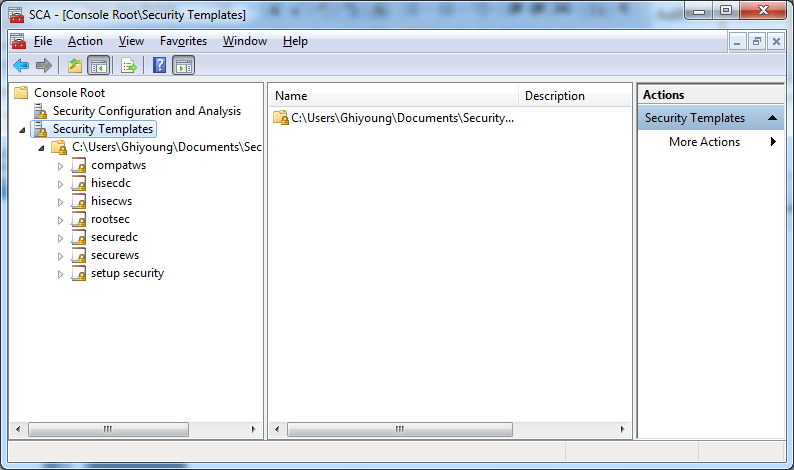 SCA - [Console Root\Security Templates]
File Action View Favorites Window Help
Console Root
Security Configuration and Analysis
Security Templates
C:\Users\Ghiyoung\Documents\Sec
compatws
hisecdc
hisecws
rootsec
securedc
securews
setup security
Name Description
C:\Users\Ghiyoung\Documents\Security...
Actions
Security Templates
More Actions